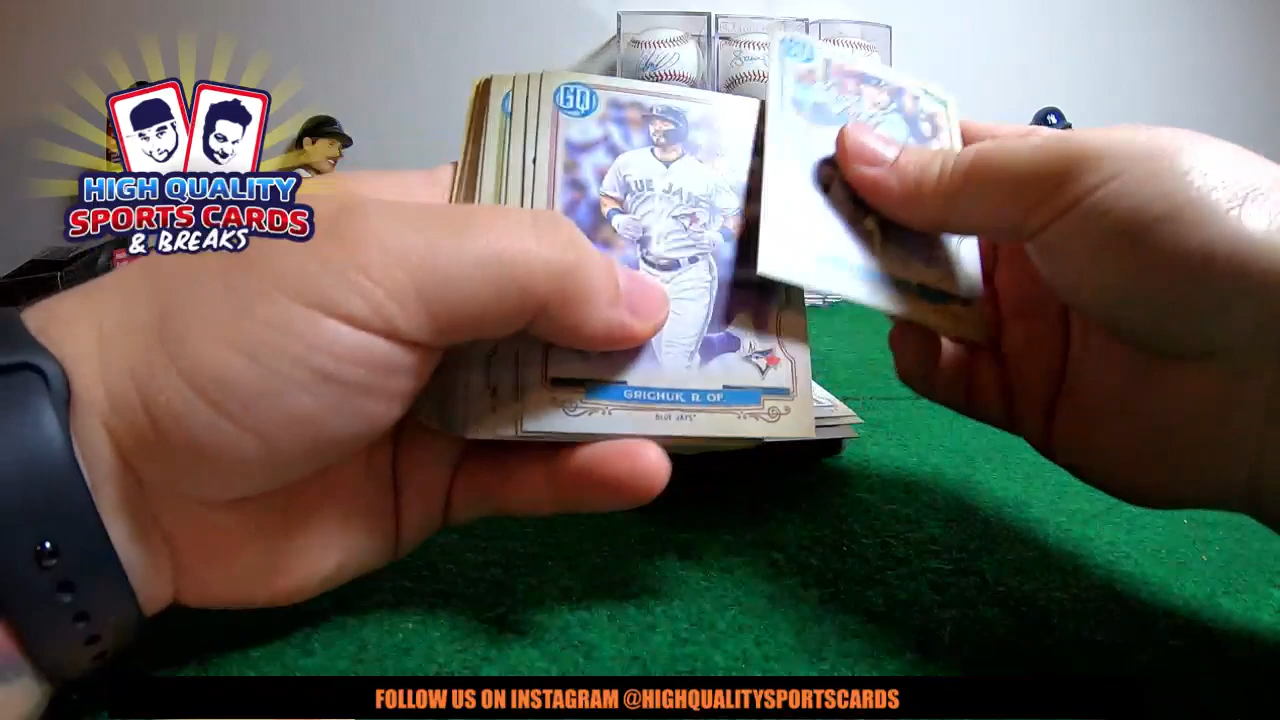 HIGH QUALITY
SPORTS CARDS
& BREAKS
GQ
BLUE JAYS
GRICHUK R. OF.
BLUE JAYS
FOLLOW US ON INSTAGRAM @HIGHQUALITYSPORTSCARDS